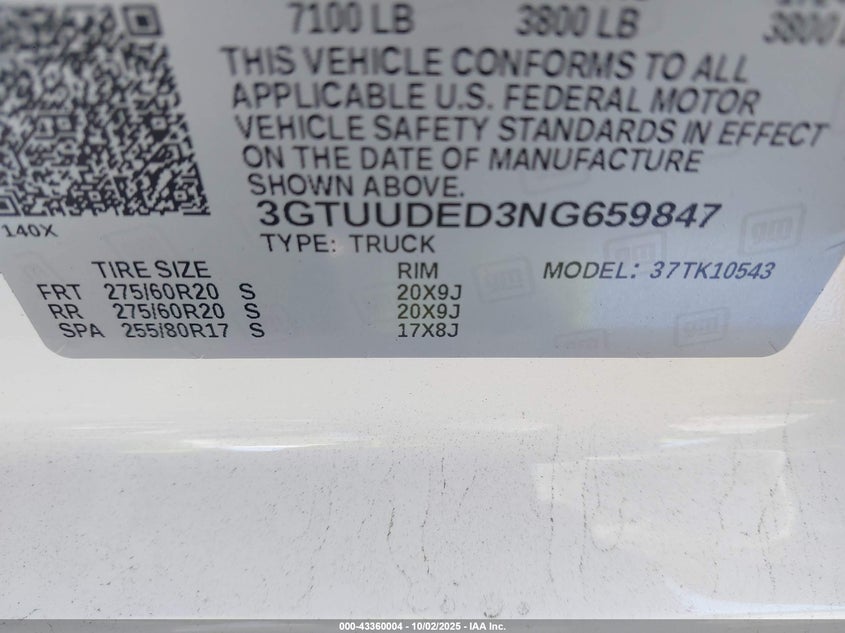 7100 LB 3800 LB 3800
THIS VEHICLE CONFORMS TO ALL
APPLICABLE U.S. FEDERAL MOTOR
VEHICLE SAFETY STANDARDS IN EFFECT
ON THE DATE OF MANUFACTURE
SHOWN ABOVE.
140X
3GTUUDED3NG659847
TYPE: TRUCK
TIRE SIZE RIM MODEL: 37TK10543
FRT 275/60R20 S 20X9J
RR 275/60R20 S 20X9J
SPA 255/80R17 S 17X8J
gm
000-43360004 - 10/02/2025 - IAA Inc.